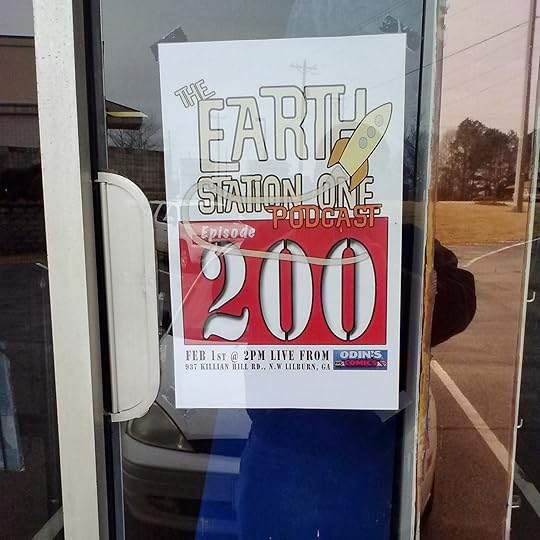 THE
EARTH
STATION ONE
PODCAST
Episode
200
FEB 1ST @ 2PM LIVE FROM
ODIN'S
COMICS
937 KILLIAN HILL RD., N.W LILBURN, GA